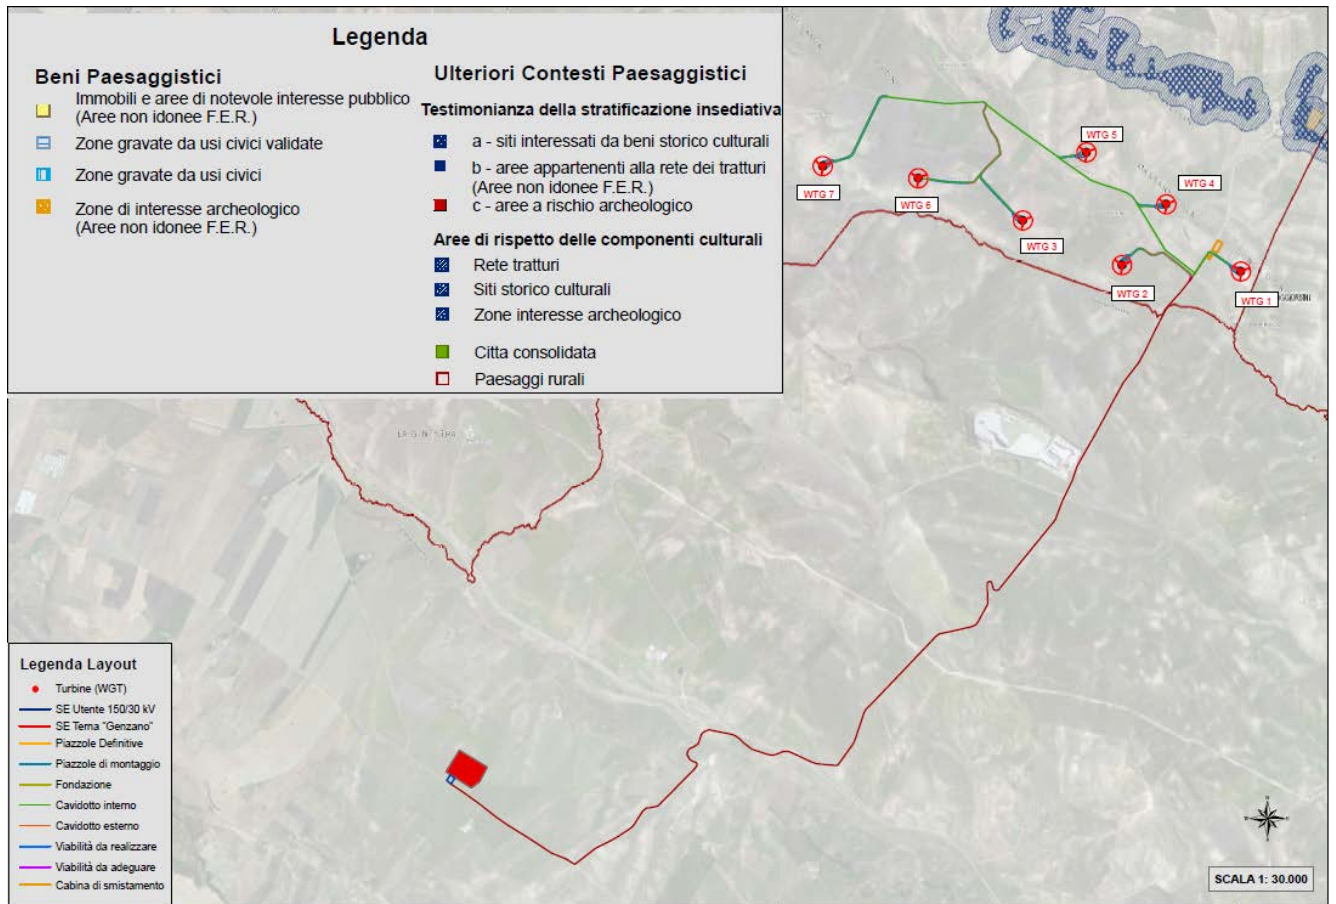 Legenda
Beni Paesaggistici
Immobili e aree di notevole interesse pubblico
(Aree non idonee F.E.R.)
Zone gravate da usi civici validate
Zone gravate da usi civici
Zone di interesse archeologico
(Aree non idonee F.E.R.)
Ulteriori Contesti Paesaggistici
Testimonianza della stratificazione insediativa
a - siti interessati da beni storico culturali
b - aree appartenenti alla rete dei tratturi
(Aree non idonee F.E.R.)
c - aree a rischio archeologico
Aree di rispetto delle componenti culturali
Rete tratturi
Siti storico culturali
Zone interesse archeologico
Citta consolidata
Paesaggi rurali
WTG 5
WTG 7
WTG 6
WTG 4
WTG 3
WTG 2
WTG 1
Legenda Layout
Turbine (WGT)
SE Utente 150/30 kV
SE Terna "Genzano"
Piazzole Definitive
Piazzole di montaggio
Fondazione
Cavidotto interno
Cavidotto esterno
Viabilità da realizzare
Viabilità da adeguare
Cabina di smistamento
SCALA 1: 30.000